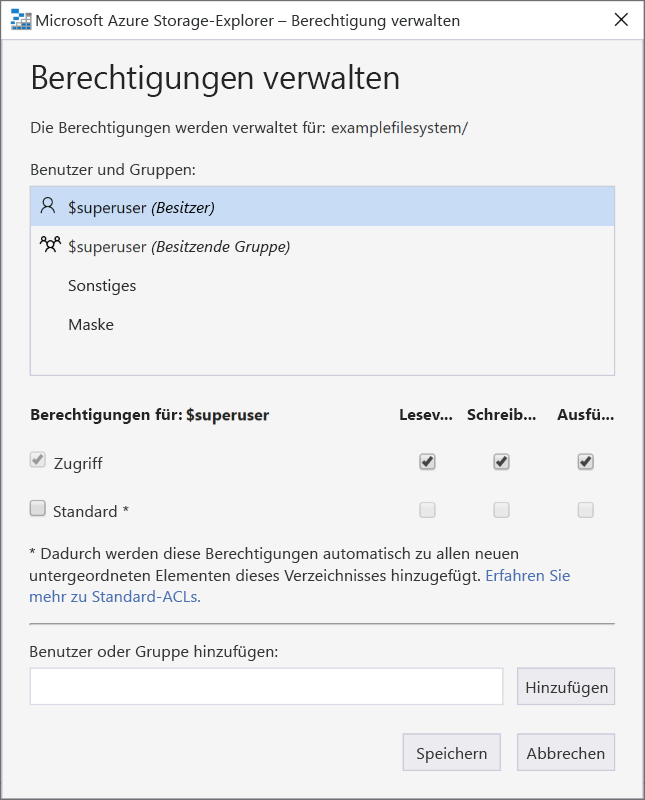 Microsoft Azure Storage-Explorer – Berechtigung verwalten
Berechtigungen verwalten
Die Berechtigungen werden verwaltet für: examplefilesystem/
Benutzer und Gruppen:
$superuser (Besitzer)
$superuser (Besitzende Gruppe)
Sonstiges
Maske
Berechtigungen für: $superuser Lesev... Schreib... Ausfü...
Zugriff
Standard *
* Dadurch werden diese Berechtigungen automatisch zu allen neuen
untergeordneten Elementen dieses Verzeichnisses hinzugefügt. Erfahren Sie
mehr zu Standard-ACLs.
Benutzer oder Gruppe hinzufügen:
Hinzufügen
Speichern Abbrechen